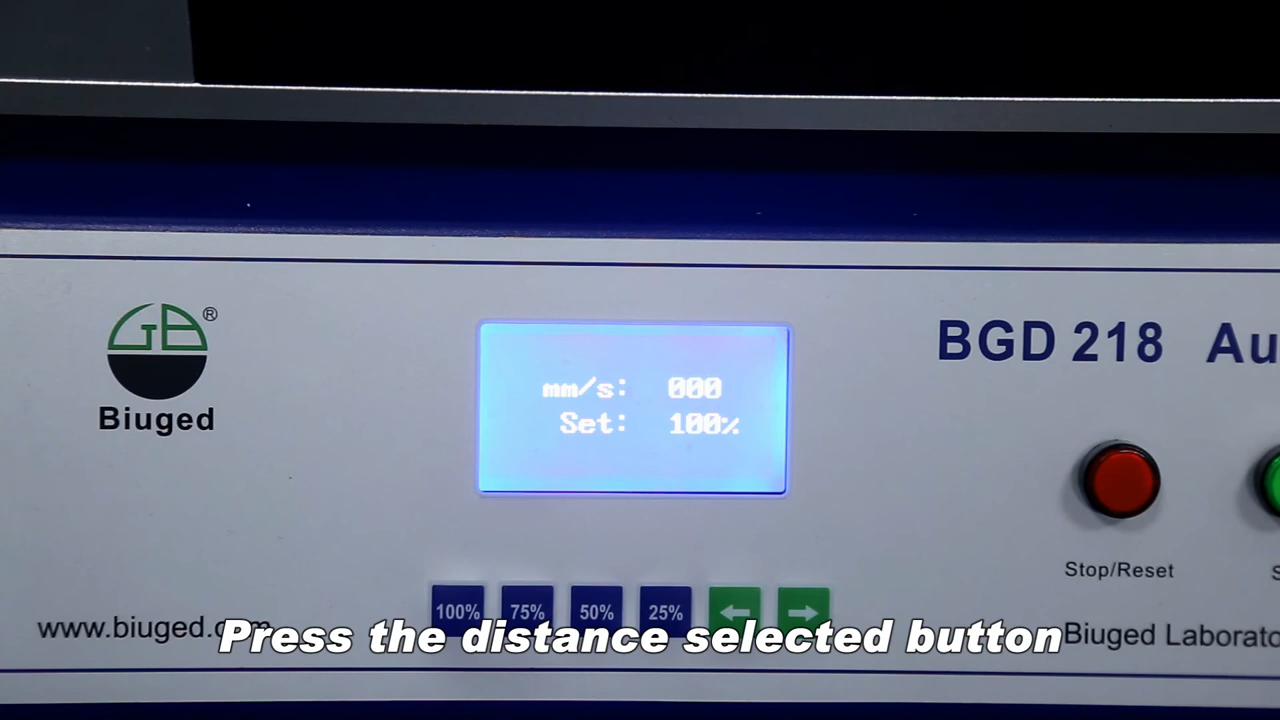 GB®
Biuged
mm/s: 000
Set: 100%
BGD 218 Au
Stop/Reset
S
100% 75% 50% 25% ← →
www.biuged.com
Press the distance selected button
Biuged Laborato